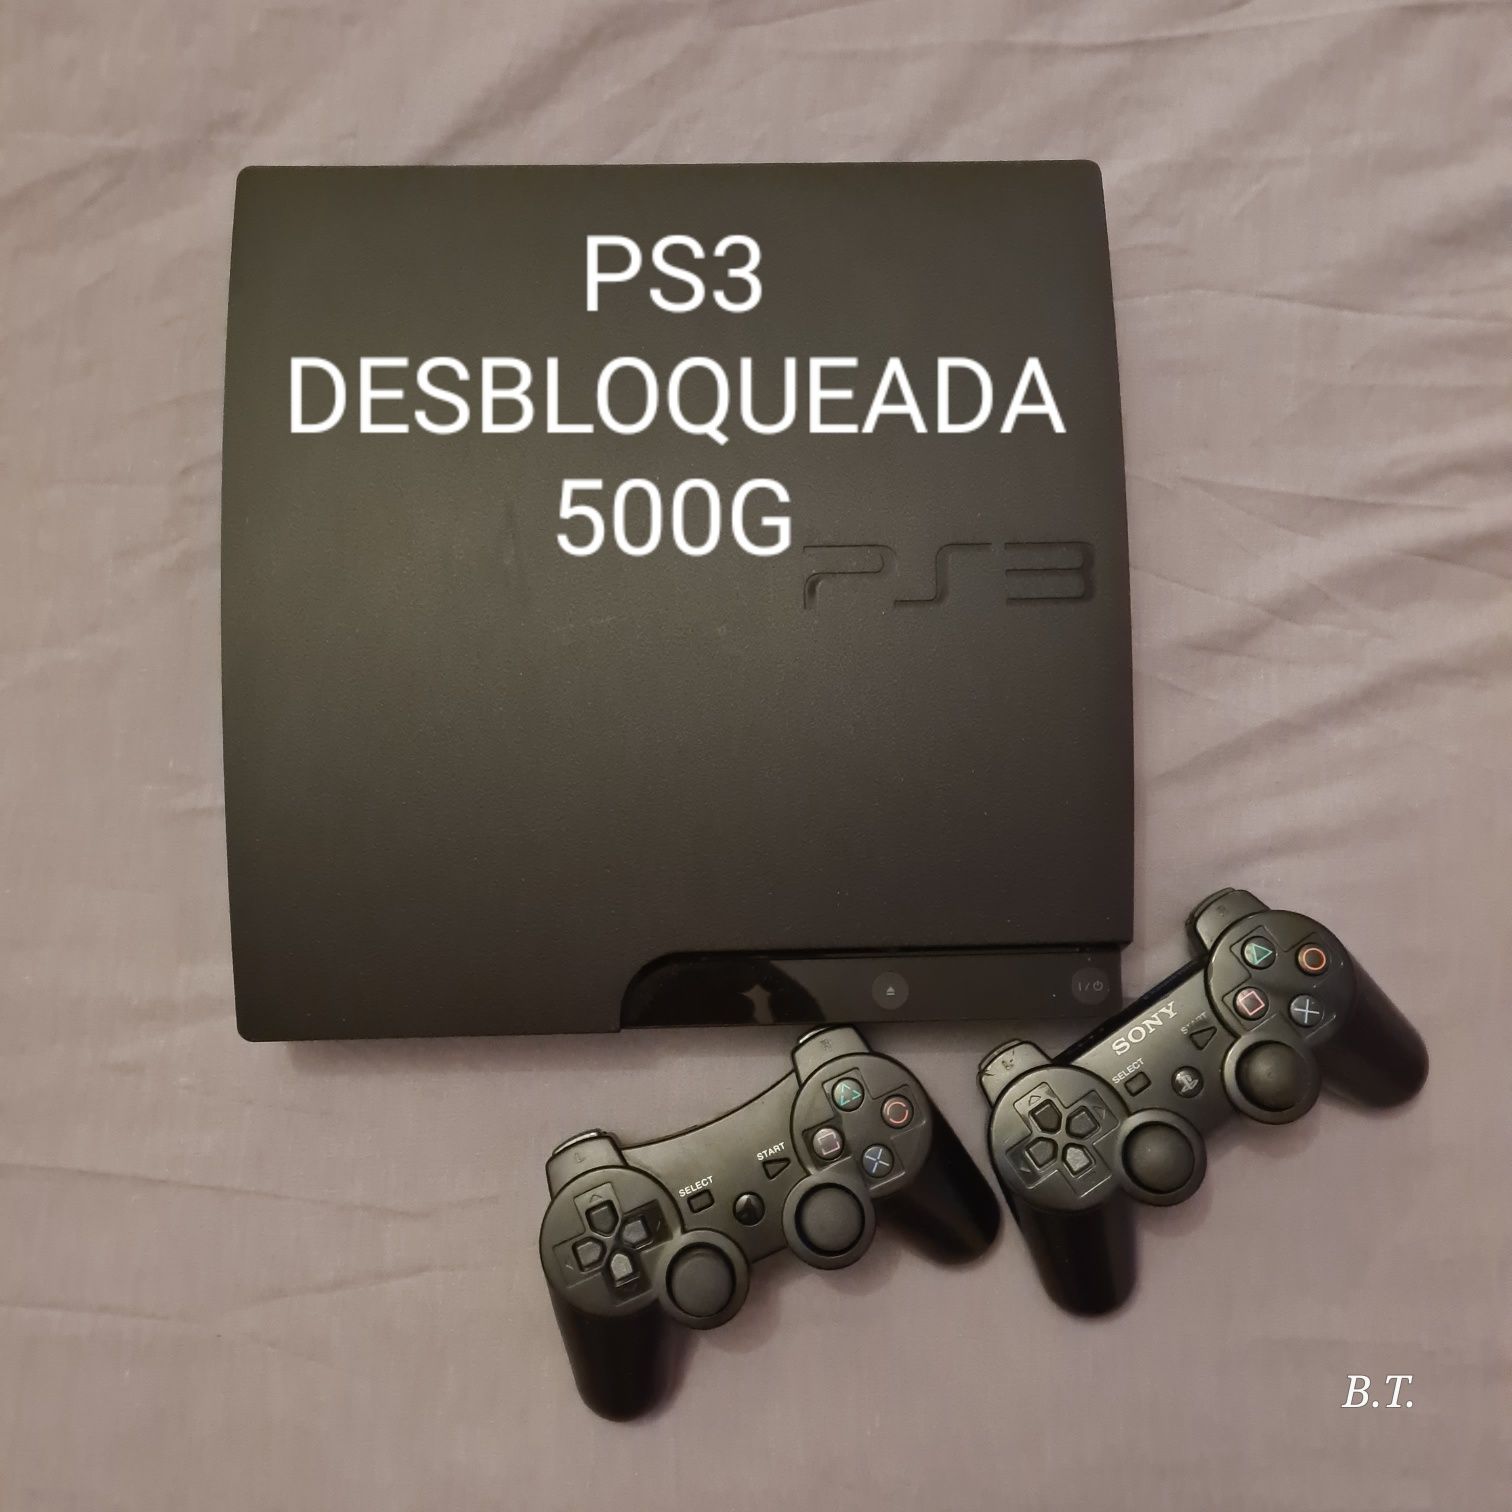 PS3
DESBLOQUEADA
500G
PS3
SONY
START
SELECT
START
SELECT
B.T.